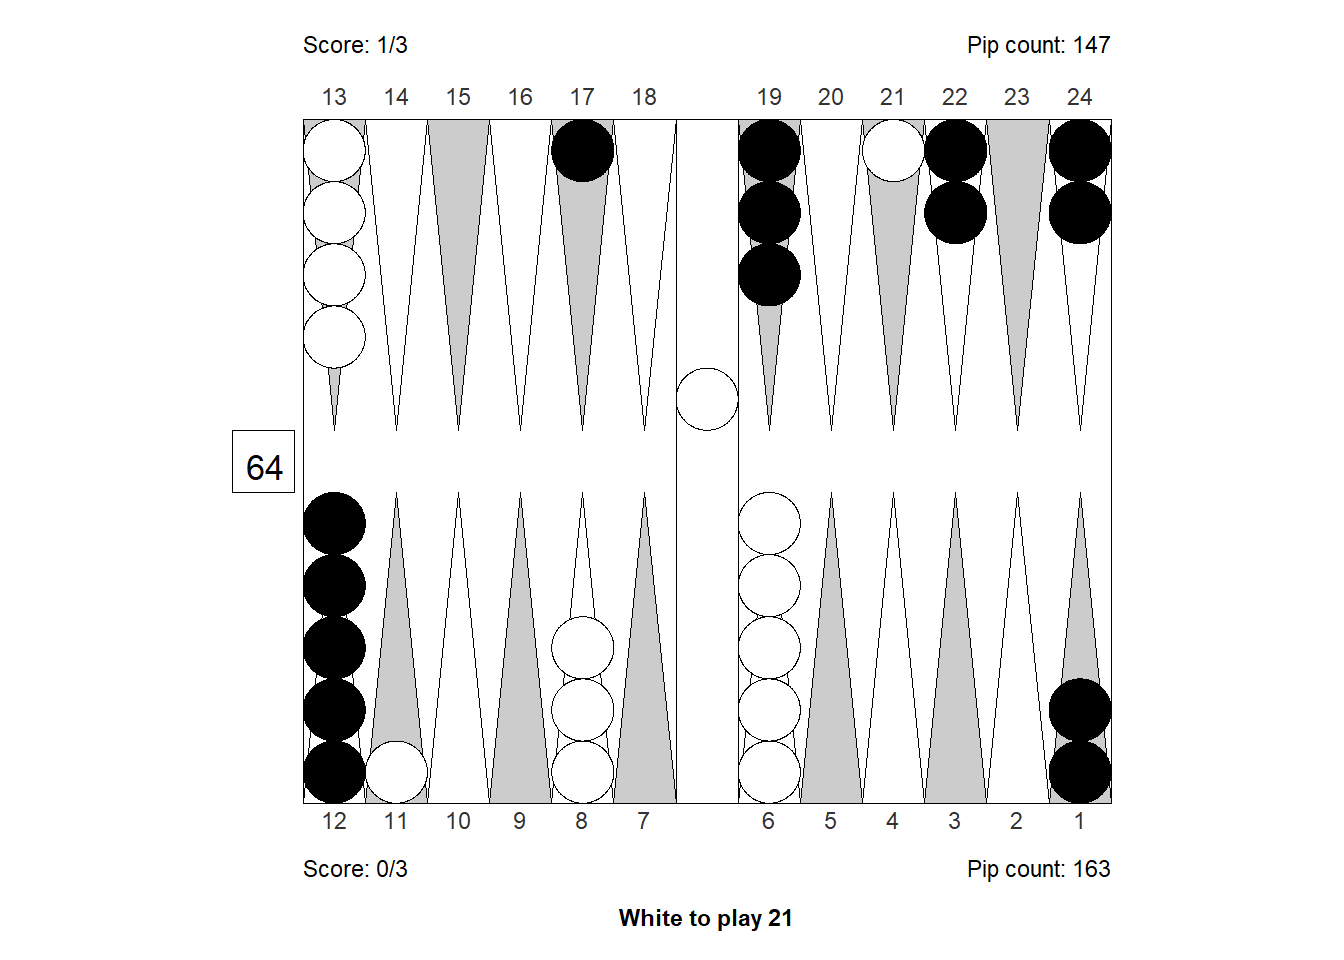 Score: 1/3 Pip count: 147
13 14 15 16 17 18 19 20 21 22 23 24
64
12 11 10 9 8 7 6 5 4 3 2 1
Score: 0/3 Pip count: 163
White to play 21